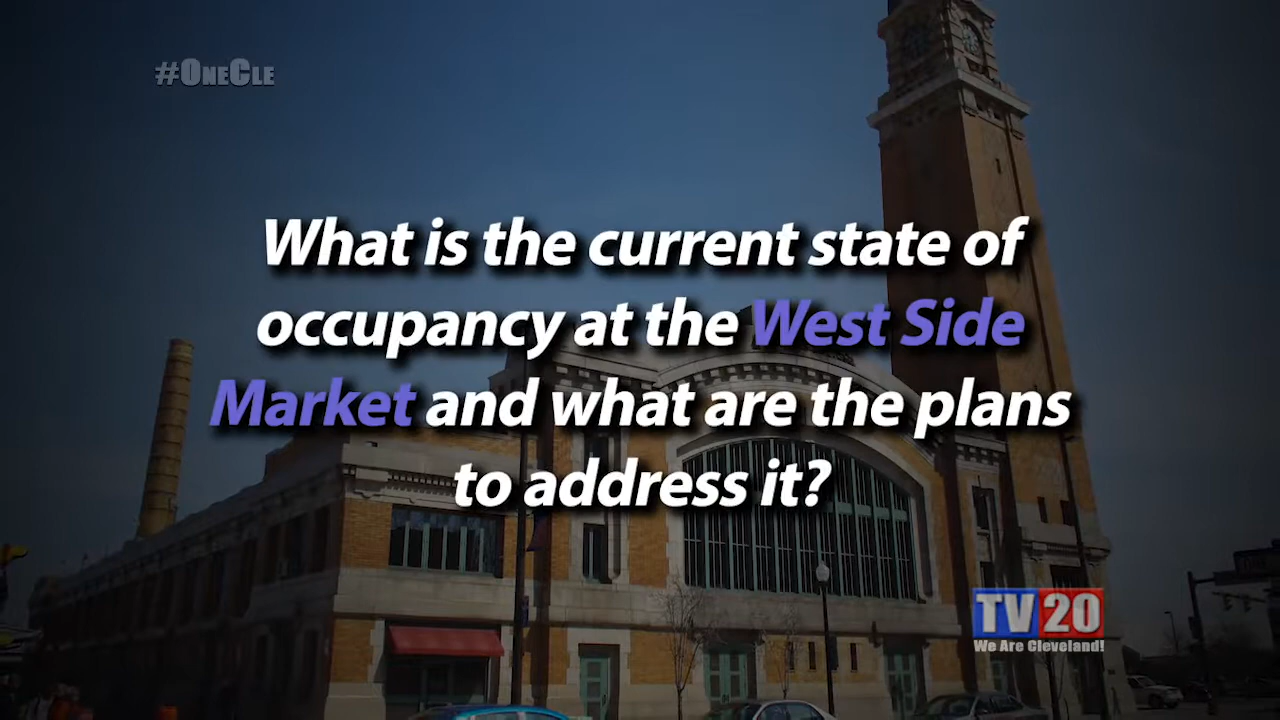 #OneCle
What is the current state of
occupancy at the West Side
Market and what are the plans
to address it?
TV20
We Are Cleveland!